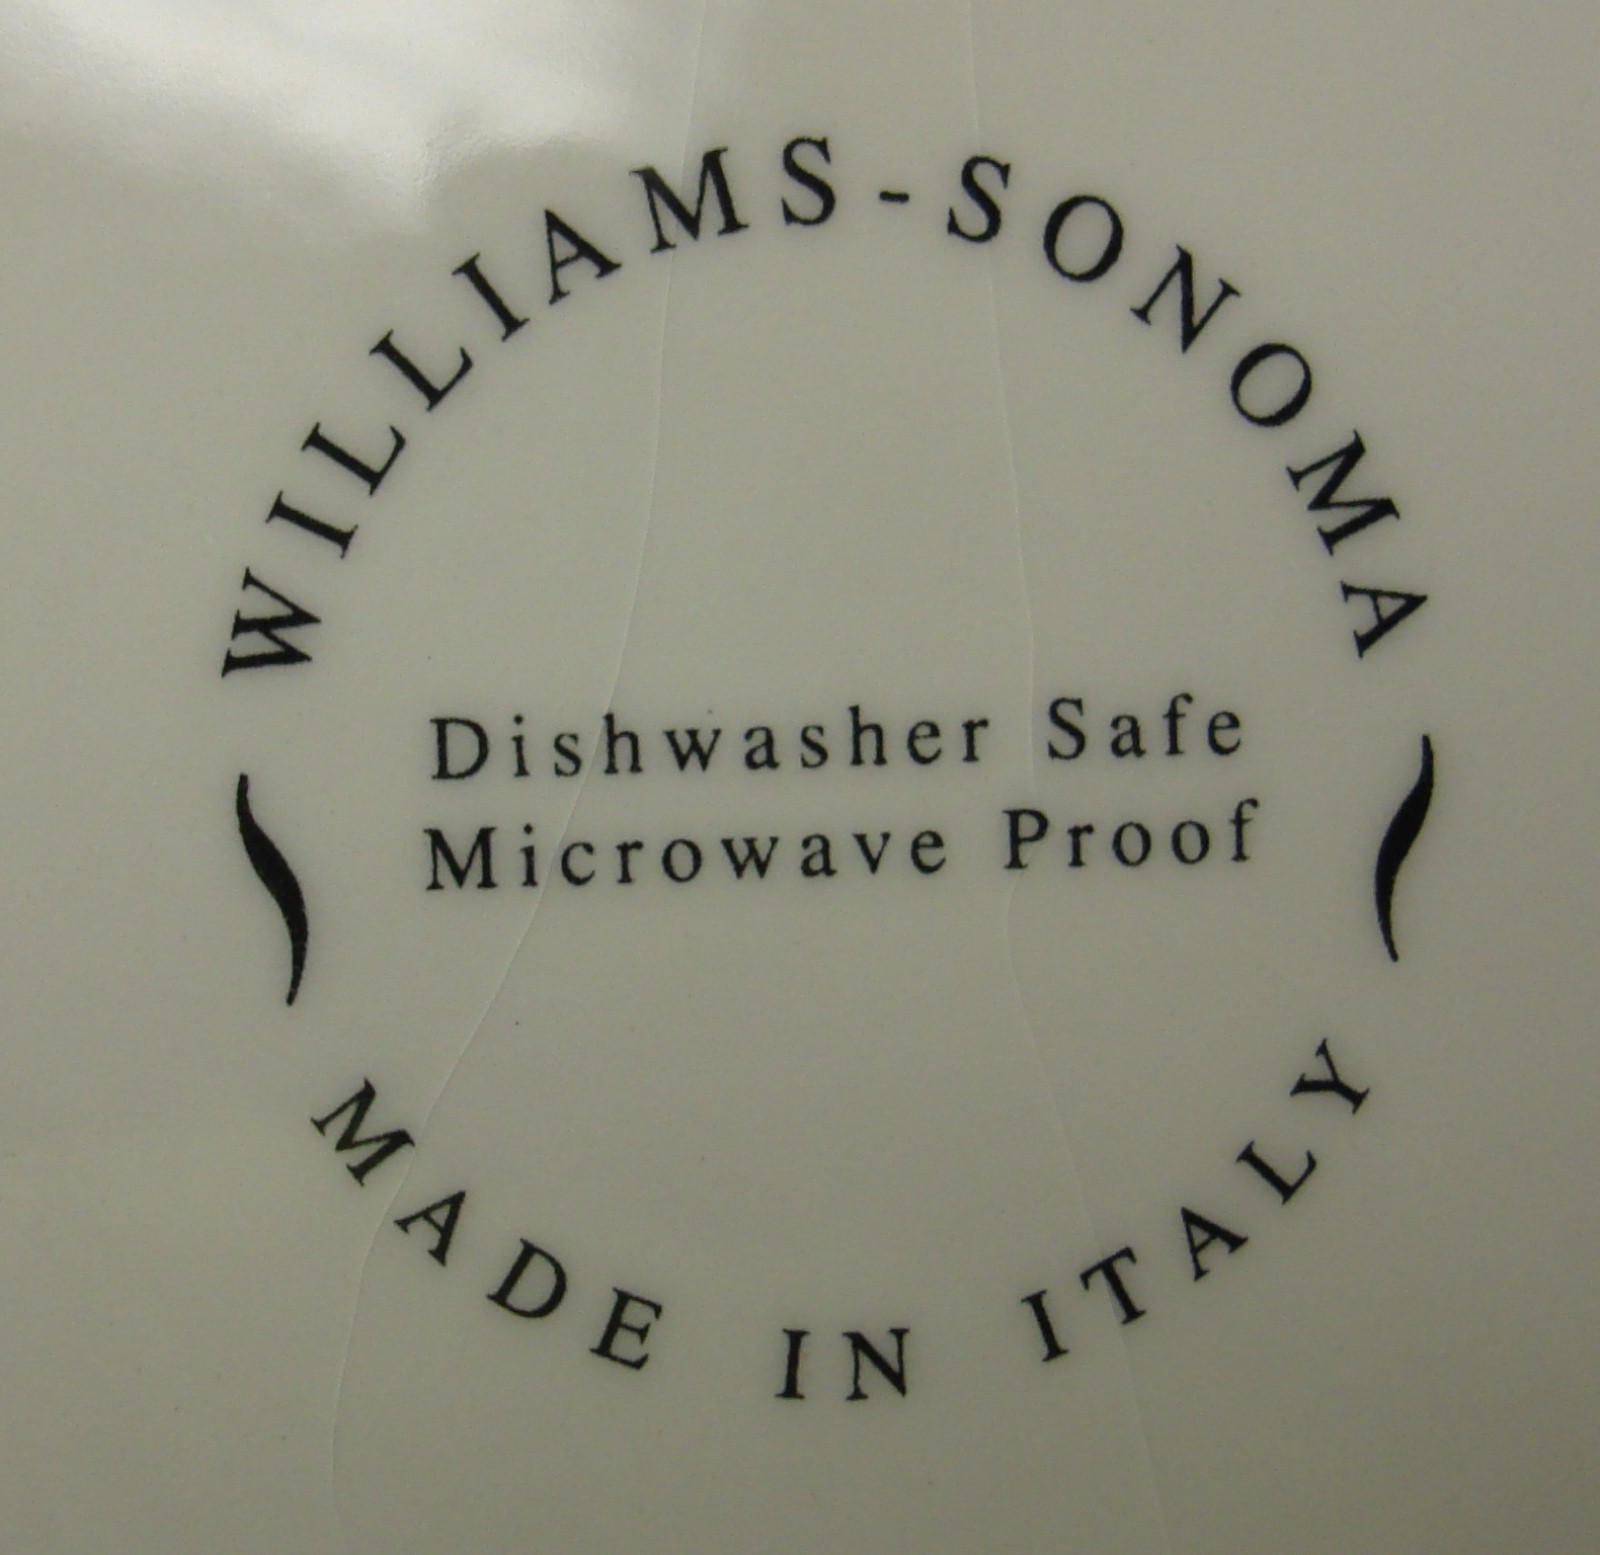 WILLIAMS-SONOMA
Dishwasher Safe
Microwave Proof
MADE IN ITALY